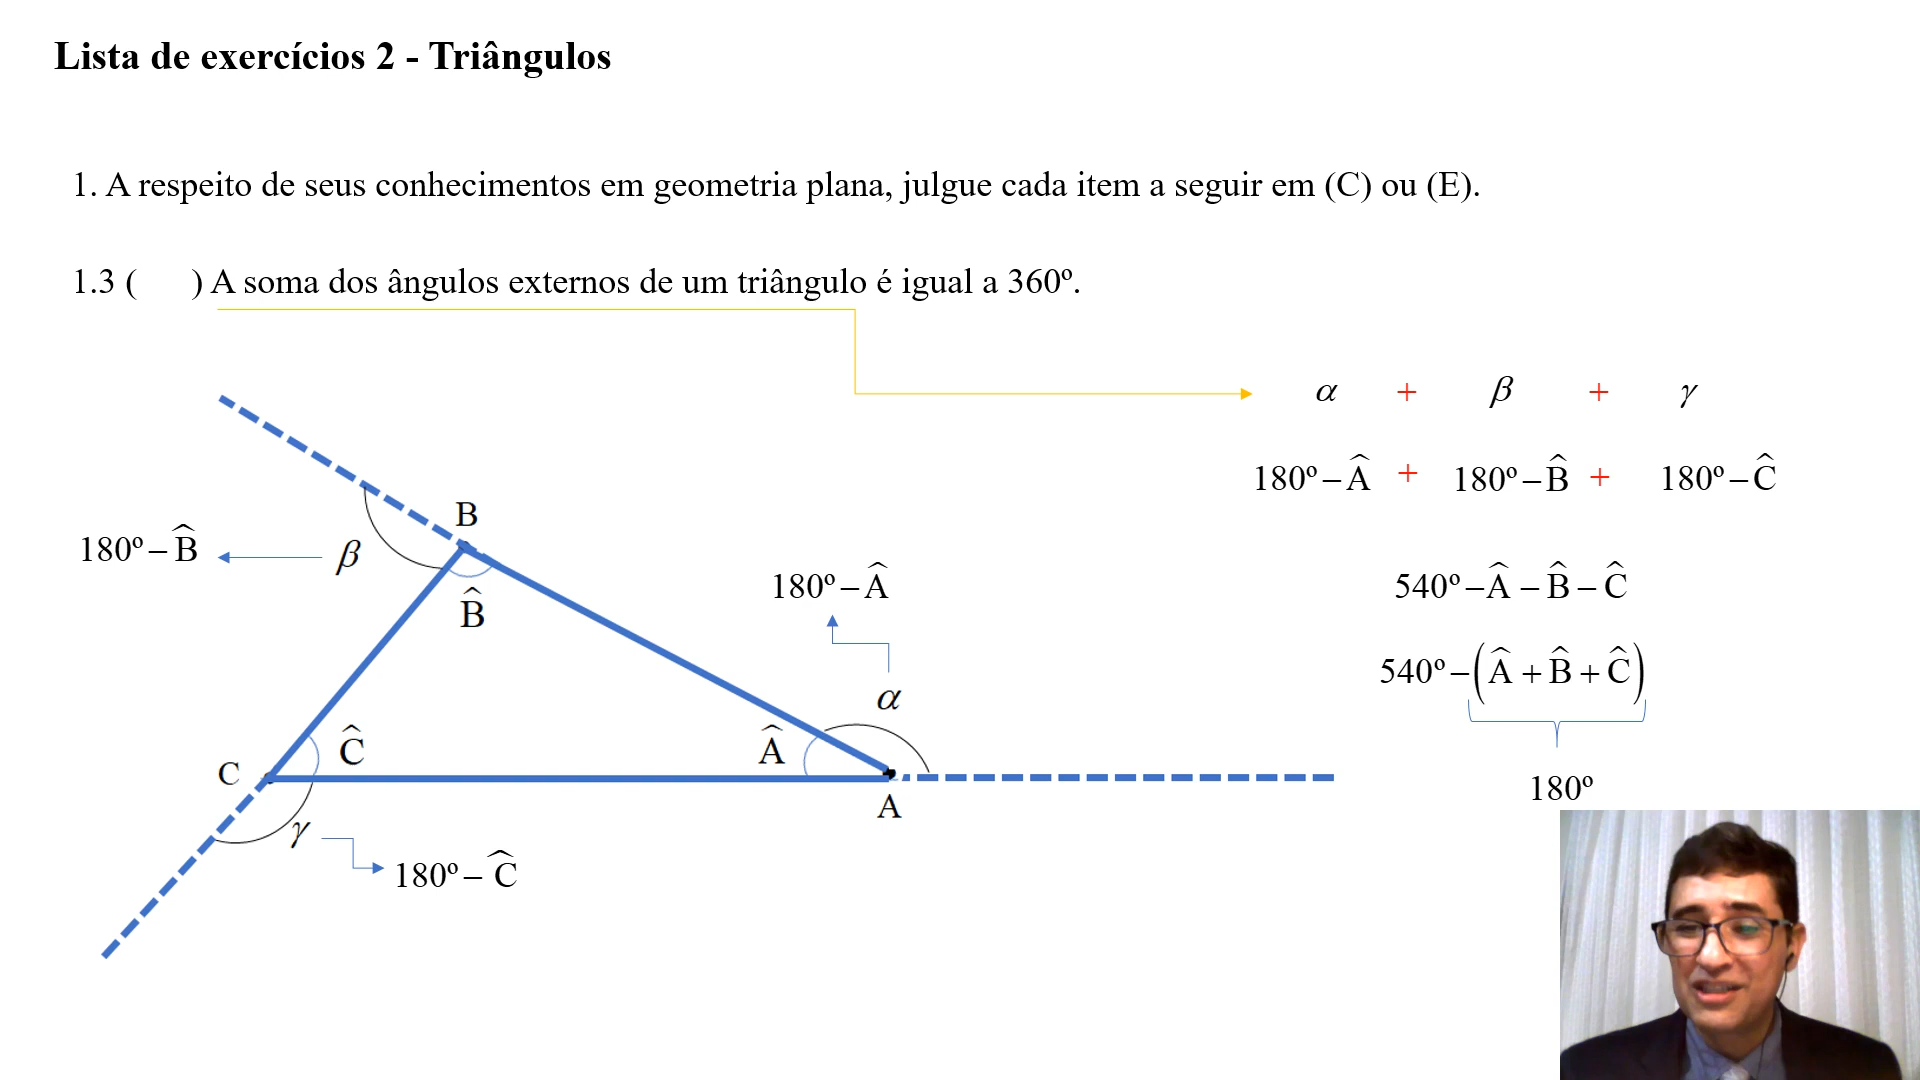 Lista de exercícios 2 - Triângulos
1. A respeito de seus conhecimentos em geometria plana, julgue cada item a seguir em (C) ou (E).
1.3 (      ) A soma dos ângulos externos de um triângulo é igual a 360º.
α + β + γ
180º – Â + 180º – B̂ + 180º – Ĉ
B
180º – B̂
β
B̂
180º – Â
540º – Â – B̂ – Ĉ
540º – (Â + B̂ + Ĉ)
α
Ĉ
Â
C
A
180º
γ
180º – Ĉ